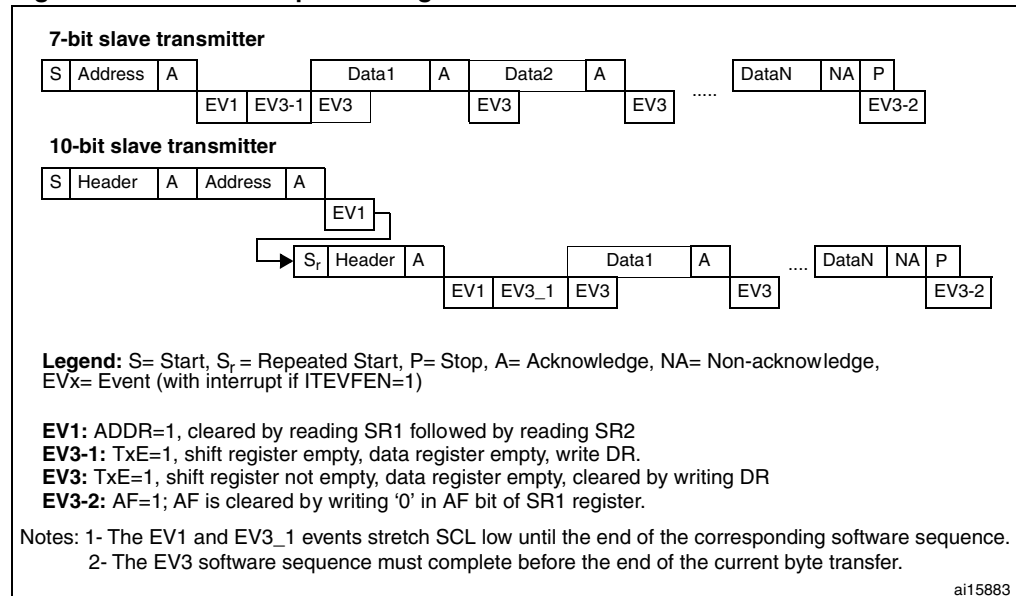 7-bit slave transmitter
S Address A Data1 A Data2 A ..... DataN NA P
EV1 EV3-1 EV3 EV3 EV3 EV3-2
10-bit slave transmitter
S Header A Address A
EV1
Sr Header A Data1 A .... DataN NA P
EV1 EV3_1 EV3 EV3 EV3-2
Legend: S= Start, Sr = Repeated Start, P= Stop, A= Acknowledge, NA= Non-acknowledge,
EVx= Event (with interrupt if ITEVFEN=1)
EV1: ADDR=1, cleared by reading SR1 followed by reading SR2
EV3-1: TxE=1, shift register empty, data register empty, write DR.
EV3: TxE=1, shift register not empty, data register empty, cleared by writing DR
EV3-2: AF=1; AF is cleared by writing ‘0’ in AF bit of SR1 register.
Notes: 1- The EV1 and EV3_1 events stretch SCL low until the end of the corresponding software sequence.
2- The EV3 software sequence must complete before the end of the current byte transfer.
ai15883